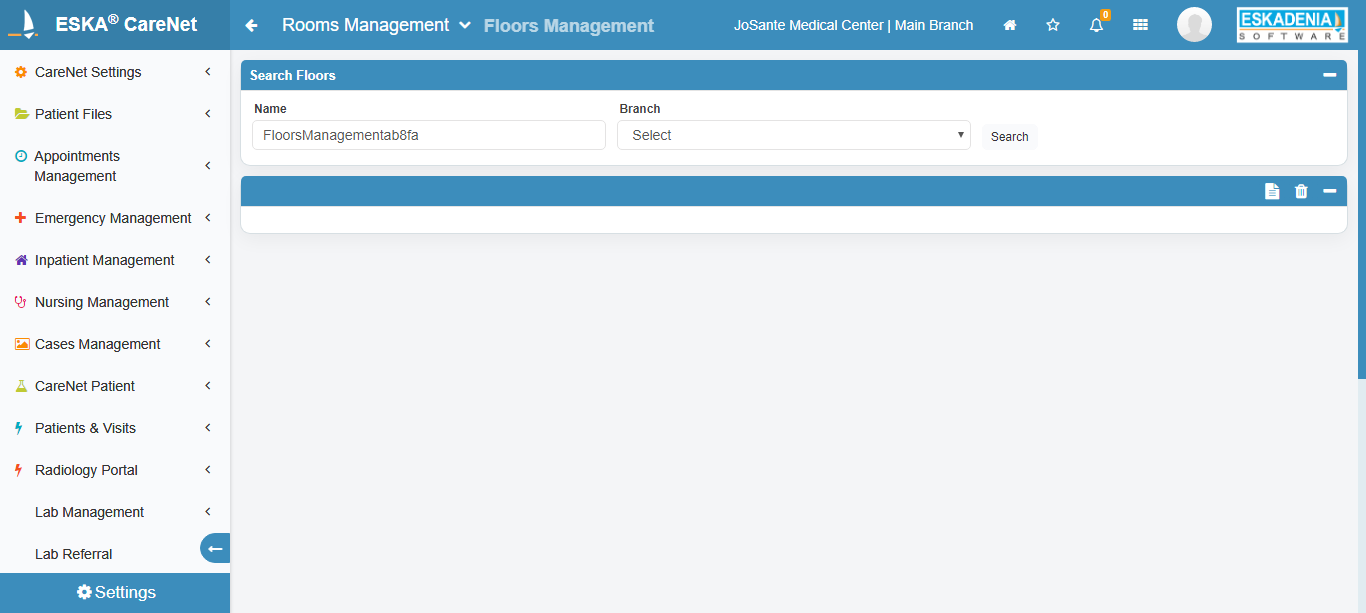 ESKA® CareNet
Rooms Management Floors Management
JoSante Medical Center | Main Branch
0
ESKADENIA
SOFTWARE
CareNet Settings
Patient Files
Appointments
Management
Emergency Management
Inpatient Management
Nursing Management
Cases Management
CareNet Patient
Patients & Visits
Radiology Portal
Lab Management
Lab Referral
Settings
Search Floors
Name
Branch
FloorsManagementab8fa
Select
Search